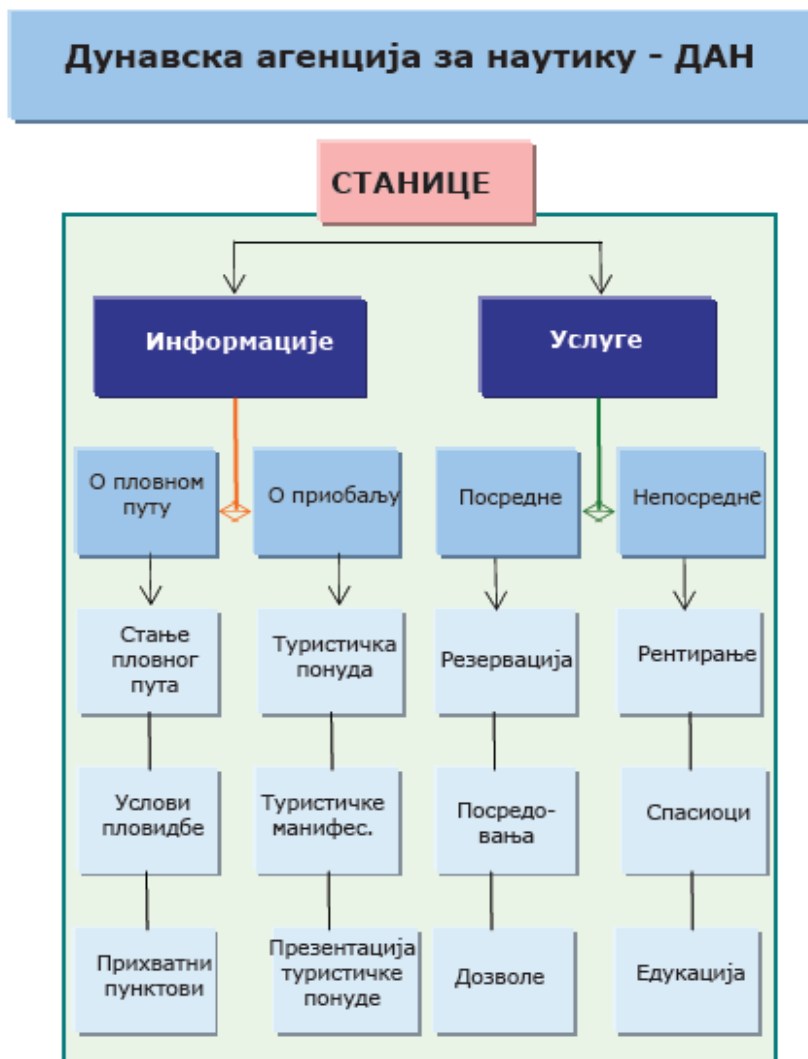 Дунавска агенција за наутику - ДАН
СТАНИЦЕ
Информације
Услуге
О пловном
путу
О приобаљу
Посредне
Непосредне
Стање
пловног
пута
Туристичка
понуда
Резервација
Рентирање
Услови
пловидбе
Туристичке
манифес.
Посредо-
вања
Спасиоци
Прихватни
пунктови
Презентација
туристичке
понуде
Дозволе
Едукација